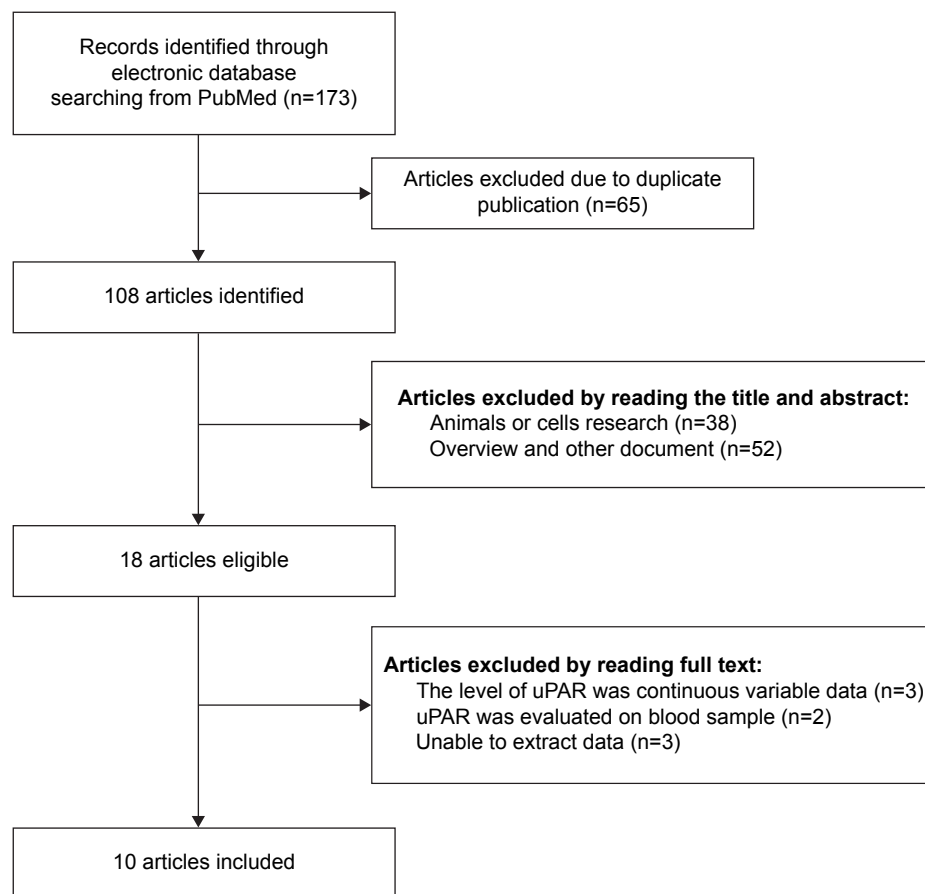 Records identified through
electronic database
searching from PubMed (n=173)
Articles excluded due to duplicate
publication (n=65)
108 articles identified
Articles excluded by reading the title and abstract:
Animals or cells research (n=38)
Overview and other document (n=52)
18 articles eligible
Articles excluded by reading full text:
The level of uPAR was continuous variable data (n=3)
uPAR was evaluated on blood sample (n=2)
Unable to extract data (n=3)
10 articles included